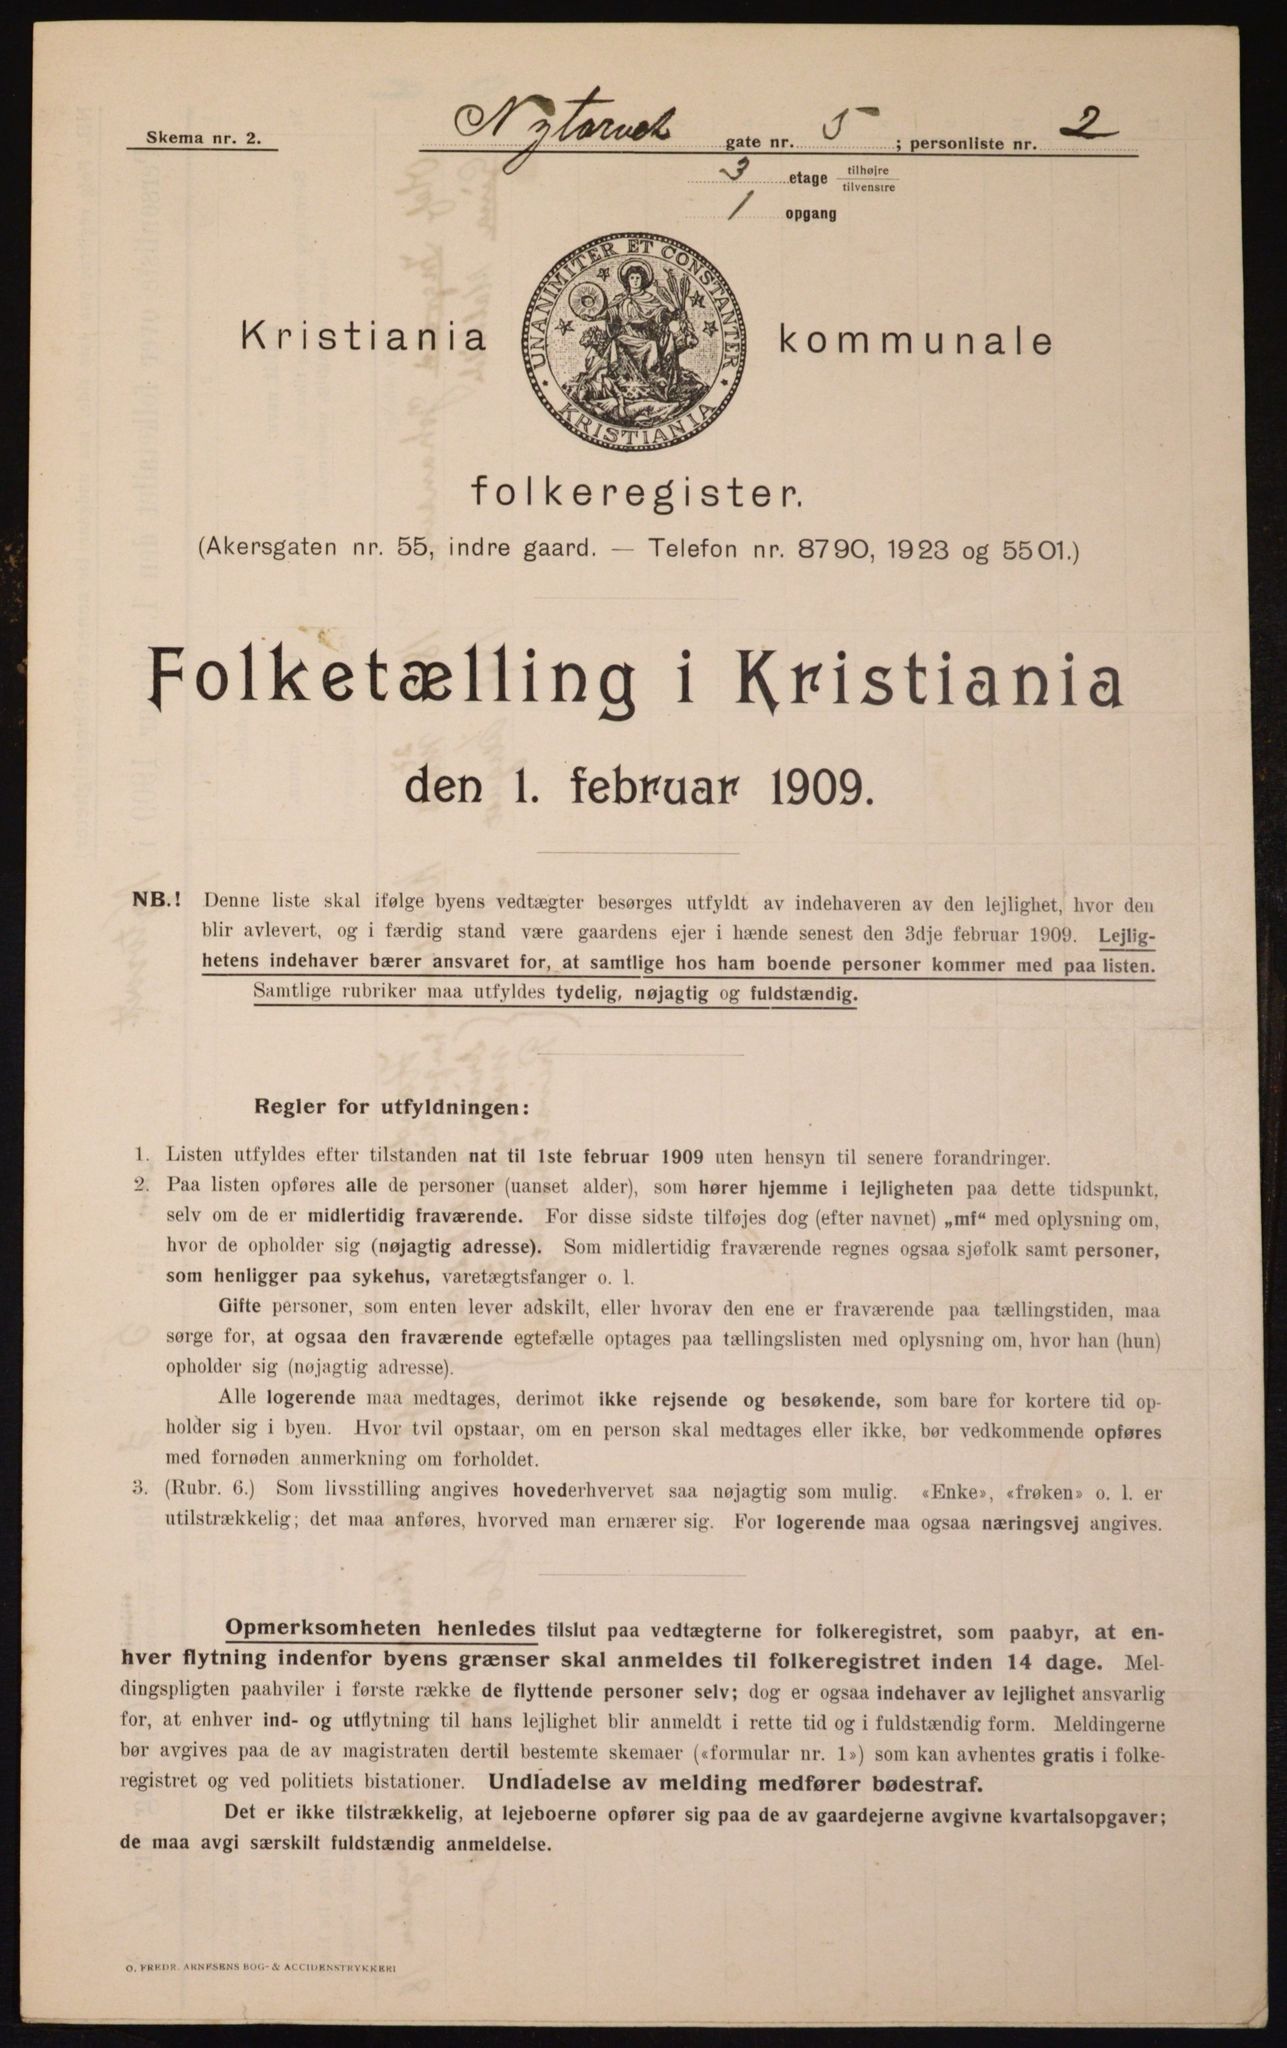 Skema nr. 2.
Nytorvet gate nr. 5 ; personliste nr. 2
3 etage tilhøjre
tilvenstre
1 opgang
UNANIMITER ET CONSTANTER
KRISTIANIA
Kristiania kommunale
folkeregister.
(Akersgaten nr. 55, indre gaard. — Telefon nr. 8790, 1923 og 5501.)
Folketælling i Kristiania
den 1. februar 1909.
NB.! Denne liste skal ifølge byens vedtægter besørges utfyldt av indehaveren av den lejlighet, hvor den
blir avlevert, og i færdig stand være gaardens ejer i hænde senest den 3dje februar 1909. Lejlig-
hetens indehaver bærer ansvaret for, at samtlige hos ham boende personer kommer med paa listen.
Samtlige rubriker maa utfyldes tydelig, nøjagtig og fuldstændig.
Regler for utfyldningen:
1. Listen utfyldes efter tilstanden nat til 1ste februar 1909 uten hensyn til senere forandringer.
2. Paa listen opføres alle de personer (uanset alder), som hører hjemme i lejligheten paa dette tidspunkt,
selv om de er midlertidig fraværende. For disse sidste tilføjes dog (efter navnet) „mf“ med oplysning om,
hvor de opholder sig (nøjagtig adresse). Som midlertidig fraværende regnes ogsaa sjøfolk samt personer,
som henligger paa sykehus, varetægtsfanger o. l.
Gifte personer, som enten lever adskilt, eller hvorav den ene er fraværende paa tællingstiden, maa
sørge for, at ogsaa den fraværende egtefælle optages paa tællingslisten med oplysning om, hvor han (hun)
opholder sig (nøjagtig adresse).
Alle logerende maa medtages, derimot ikke rejsende og besøkende, som bare for kortere tid op-
holder sig i byen. Hvor tvil opstaar, om en person skal medtages eller ikke, bør vedkommende opføres
med fornøden anmerkning om forholdet.
3. (Rubr. 6.) Som livsstilling angives hovederhvervet saa nøjagtig som mulig. «Enke», «frøken» o. l. er
utilstrækkelig; det maa anføres, hvorved man ernærer sig. For logerende maa ogsaa næringsvej angives.
Opmerksomheten henledes tilslut paa vedtægterne for folkeregistret, som paabyr, at en-
hver flytning indenfor byens grænser skal anmeldes til folkeregistret inden 14 dage. Mel-
dingspligten paahviler i første række de flyttende personer selv; dog er ogsaa indehaver av lejlighet ansvarlig
for, at enhver ind- og utflytning til hans lejlighet blir anmeldt i rette tid og i fuldstændig form. Meldingerne
bør avgives paa de av magistraten dertil bestemte skemaer («formular nr. 1») som kan avhentes gratis i folke-
registret og ved politiets bistationer. Undladelse av melding medfører bødestraf.
Det er ikke tilstrækkelig, at lejeboerne opfører sig paa de av gaardejerne avgivne kvartalsopgaver;
de maa avgi særskilt fuldstændig anmeldelse.
O. FREDR. ARNESENS BOG- & ACCIDENSTRYKKERI